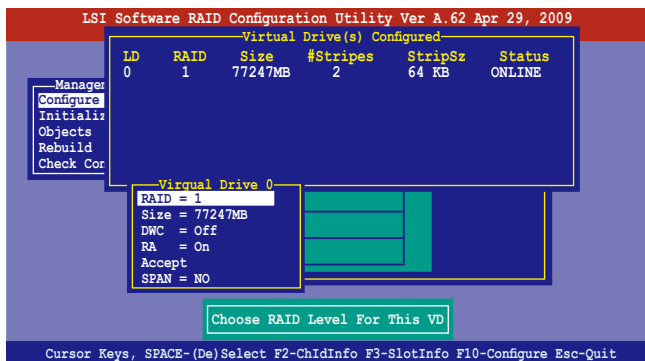 LSI Software RAID Configuration Utility Ver A.62 Apr 29, 2009
Virtual Drive(s) Configured
LD RAID Size #Stripes StripSz Status
0 1 77247MB 2 64 KB ONLINE
Managem
Configure
Initializ
Objects
Rebuild
Check Con
Virgual Drive 0
RAID = 1
Size = 77247MB
DWC = Off
RA = On
Accept
SPAN = NO
Choose RAID Level For This VD
Cursor Keys, SPACE-(De)Select F2-ChIdInfo F3-SlotInfo F10-Configure Esc-Quit